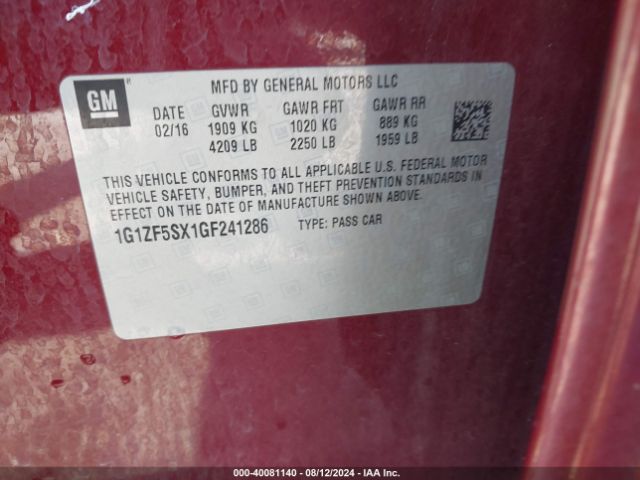 GM
MFD BY GENERAL MOTORS LLC
DATE GVWR GAWR FRT GAWR RR
02/16 1909 KG 1020 KG 889 KG
4209 LB 2250 LB 1959 LB
THIS VEHICLE CONFORMS TO ALL APPLICABLE U.S. FEDERAL MOTOR
VEHICLE SAFETY, BUMPER, AND THEFT PREVENTION STANDARDS IN
EFFECT ON THE DATE OF MANUFACTURE SHOWN ABOVE.
1G1ZF5SX1GF241286 TYPE: PASS CAR
000-40081140 - 08/12/2024 - IAA Inc.